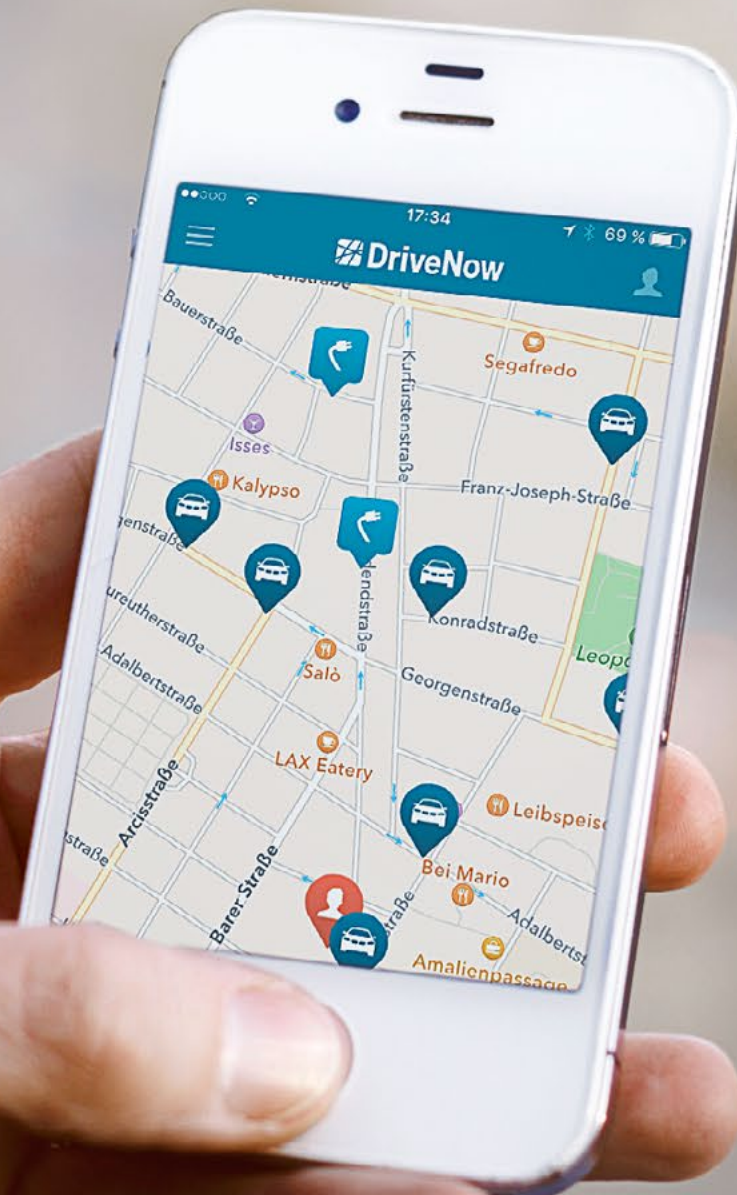 17:34
69 %
DriveNow
Bauerstraße
Segafredo
Kurfürstenstraße
Isses
Kalypso
Franz-Joseph-Straße
Konradstraße
Salò
Adalbertstraße
Georgenstraße
LAX Eatery
Arcisstraße
Bei Mario
Barer Straße
Amalienpassage